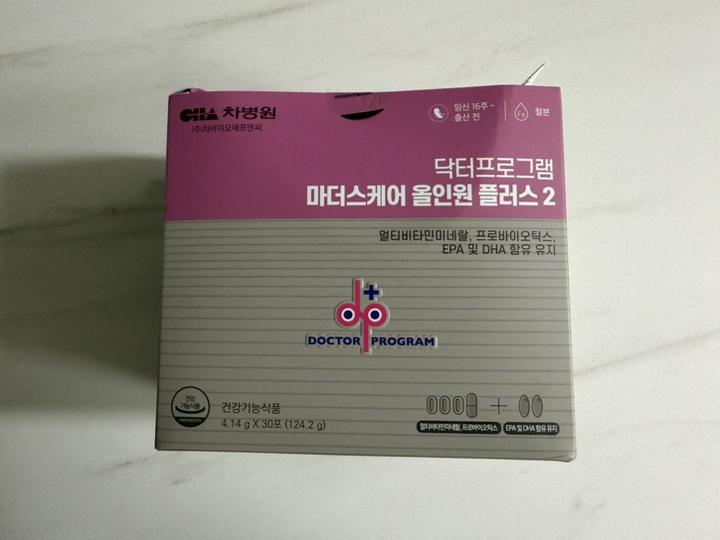 CHA 차병원
(주)차바이오에프앤씨
임신 16주 ~
출산 전
Fe 철분
닥터프로그램
마더스케어 올인원 플러스 2
멀티비타민미네랄, 프로바이오틱스,
EPA 및 DHA 함유 유지
dp
DOCTOR PROGRAM
건강
기능식품
건강기능식품
4.14 g X 30포 (124.2 g)
멀티비타민미네랄, 프로바이오틱스
EPA 및 DHA 함유 유지